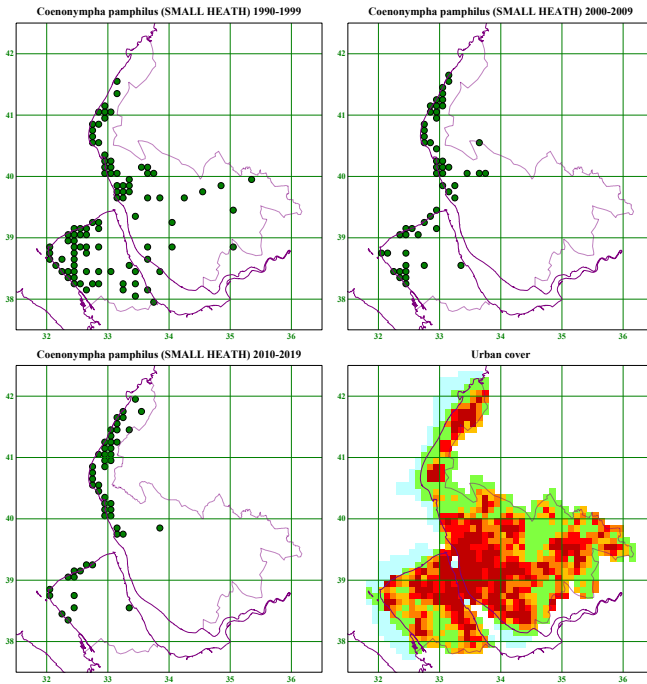 Coenonympha pamphilus (SMALL HEATH) 1990-1999
42
41
40
39
38
32 33 34 35 36
Coenonympha pamphilus (SMALL HEATH) 2000-2009
42
41
40
39
38
32 33 34 35 36
Coenonympha pamphilus (SMALL HEATH) 2010-2019
42
41
40
39
38
32 33 34 35 36
Urban cover
42
41
40
39
38
32 33 34 35 36